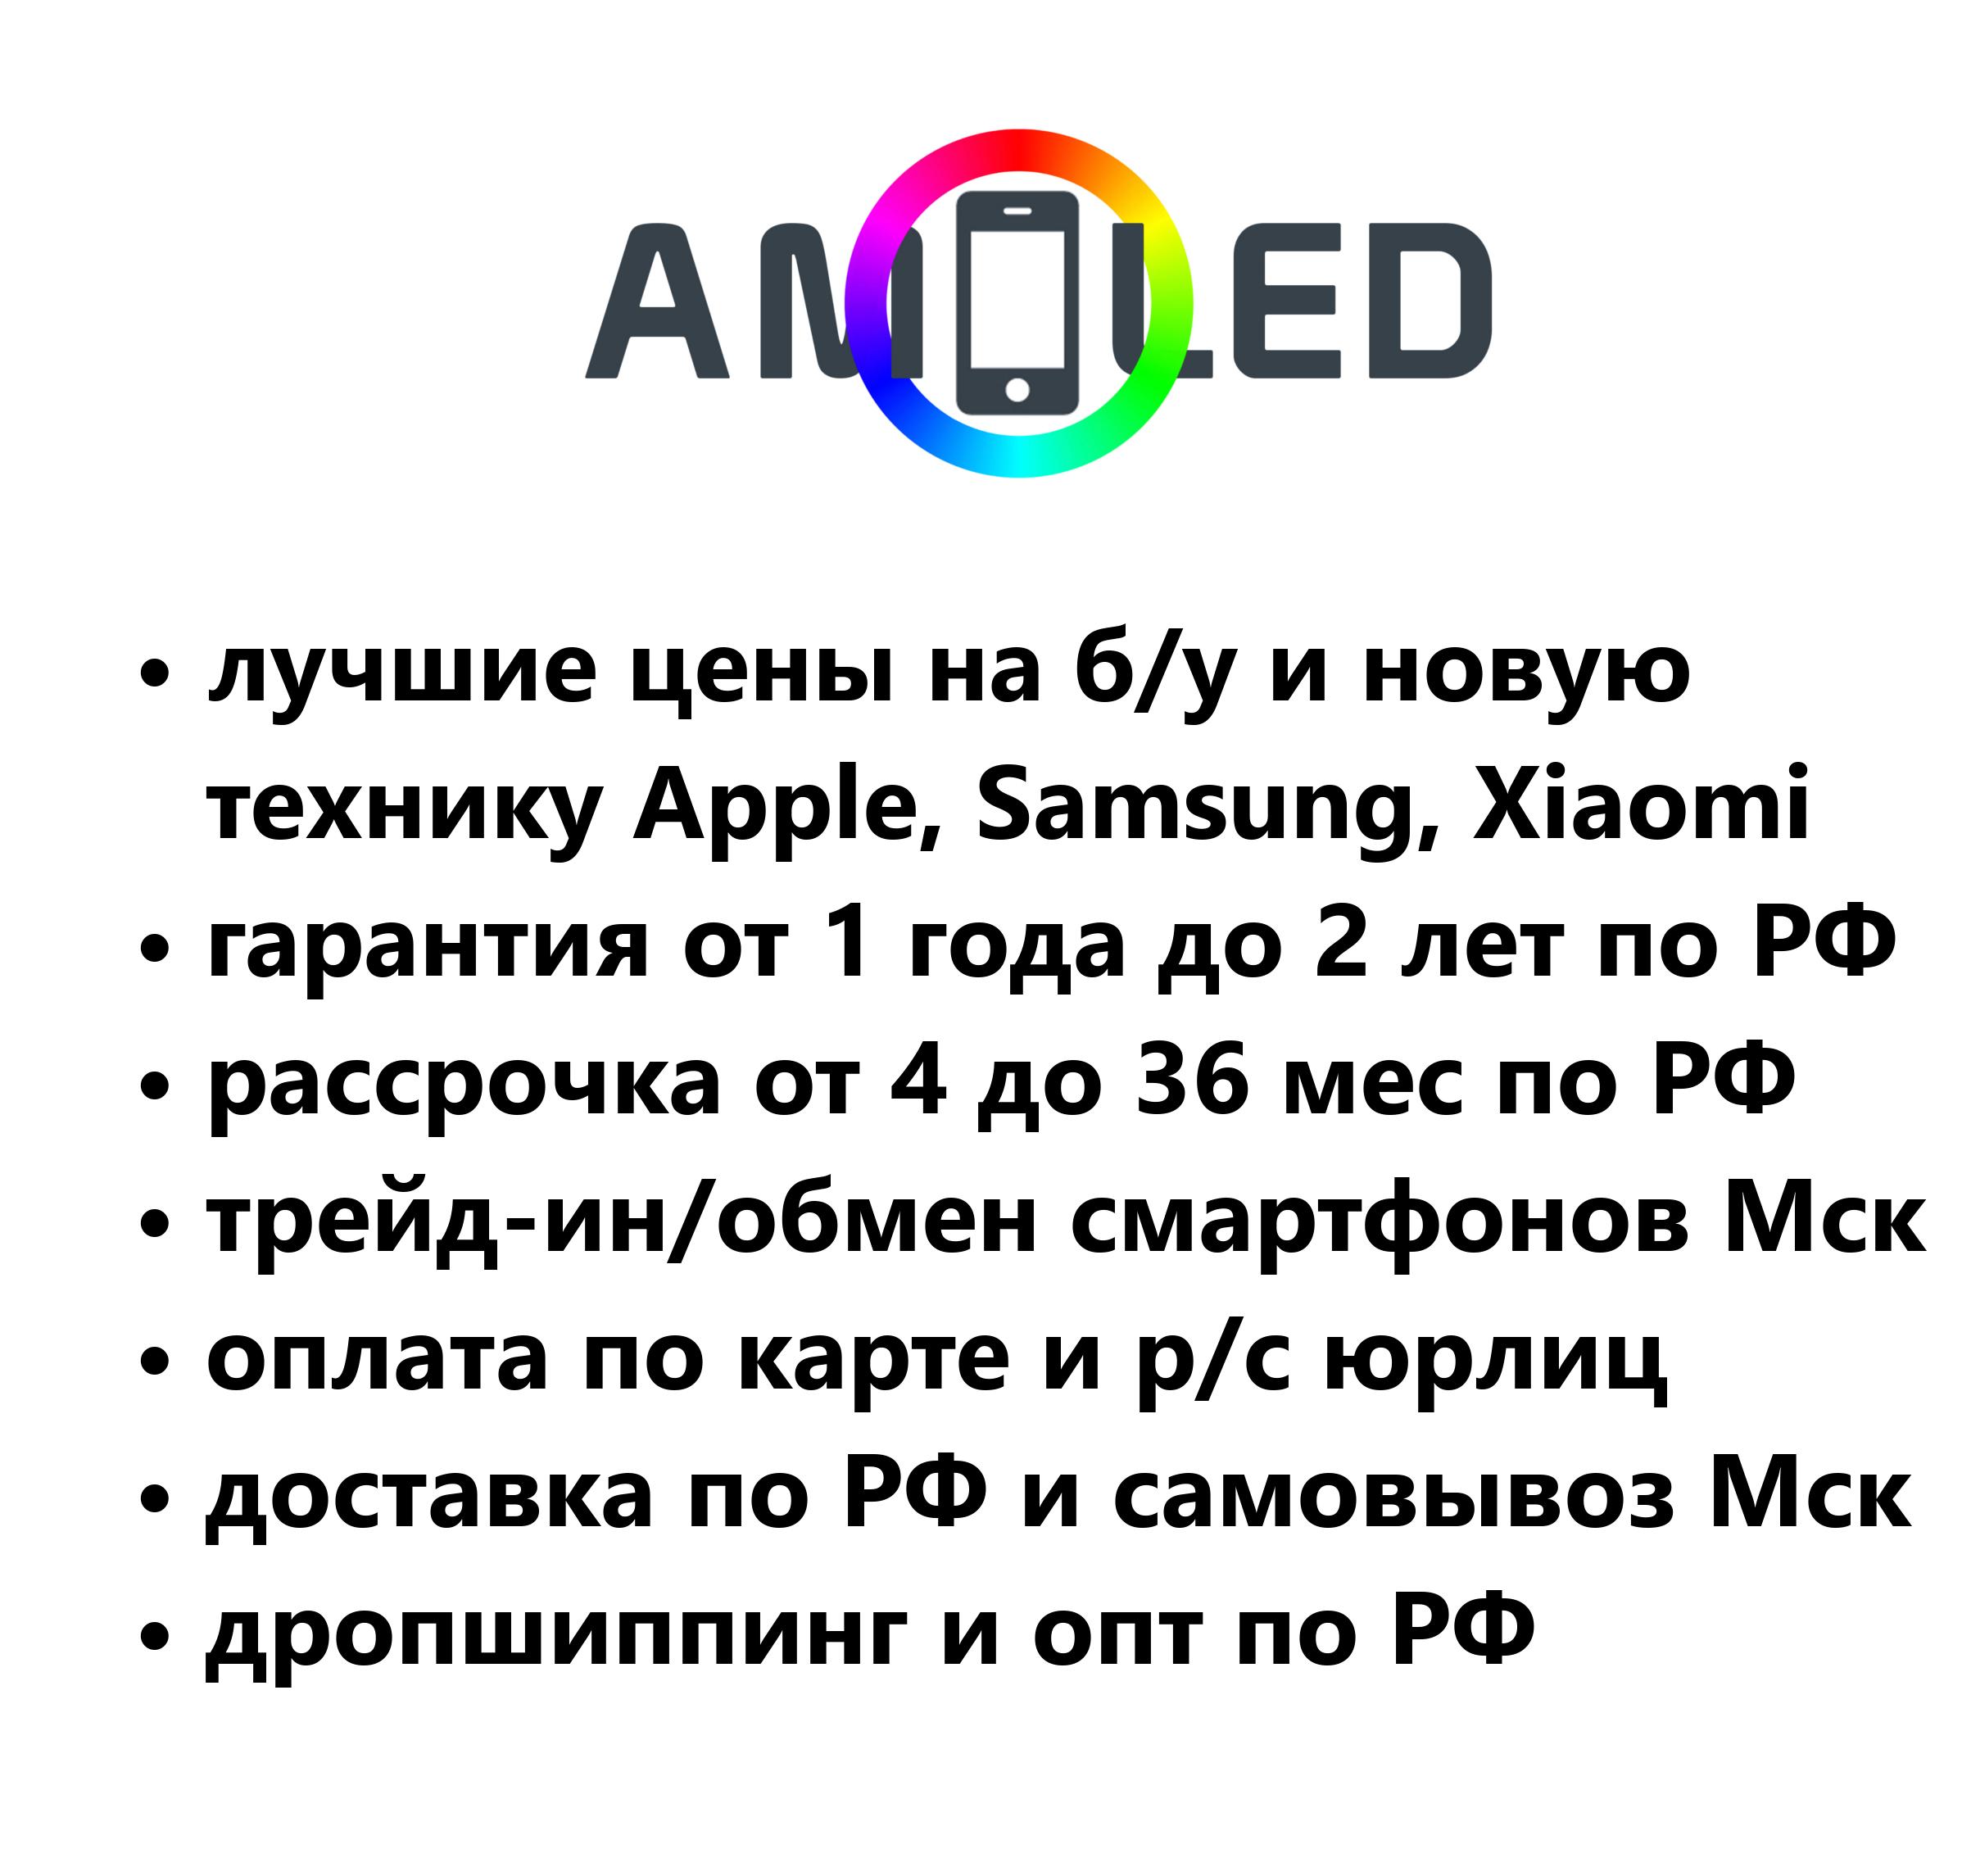 AMOLED
• лучшие цены на б/у и новую
технику Apple, Samsung, Xiaomi
• гарантия от 1 года до 2 лет по РФ
• рассрочка от 4 до 36 мес по РФ
• трейд-ин/обмен смартфонов Мск
• оплата по карте и р/с юрлиц
• доставка по РФ и самовывоз Мск
• дропшиппинг и опт по РФ